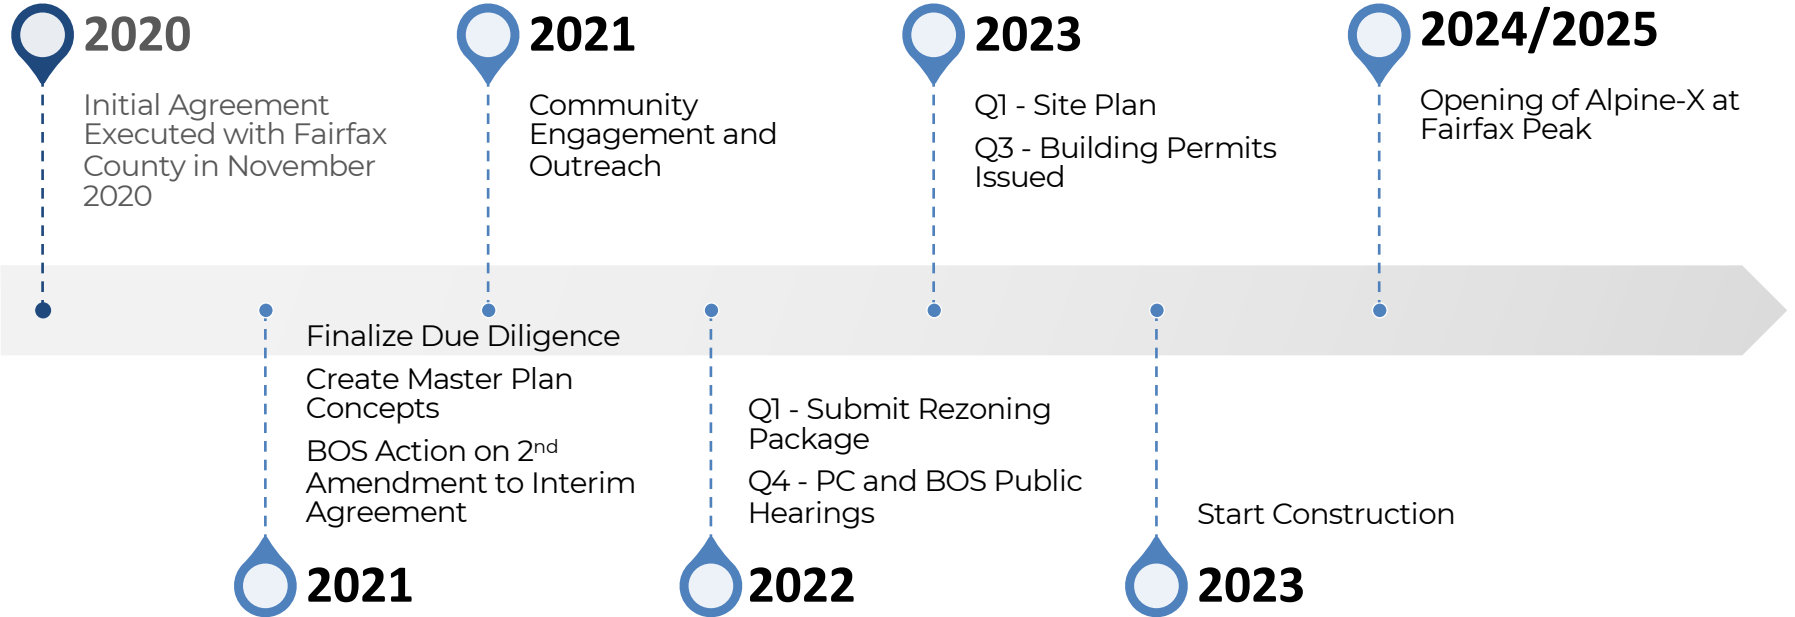 2020
Initial Agreement
Executed with Fairfax
County in November
2020
2021
Community
Engagement and
Outreach
2023
Q1 - Site Plan
Q3 - Building Permits
Issued
2024/2025
Opening of Alpine-X at
Fairfax Peak
Finalize Due Diligence
Create Master Plan
Concepts
BOS Action on 2nd
Amendment to Interim
Agreement
2021
Q1 - Submit Rezoning
Package
Q4 - PC and BOS Public
Hearings
2022
Start Construction
2023